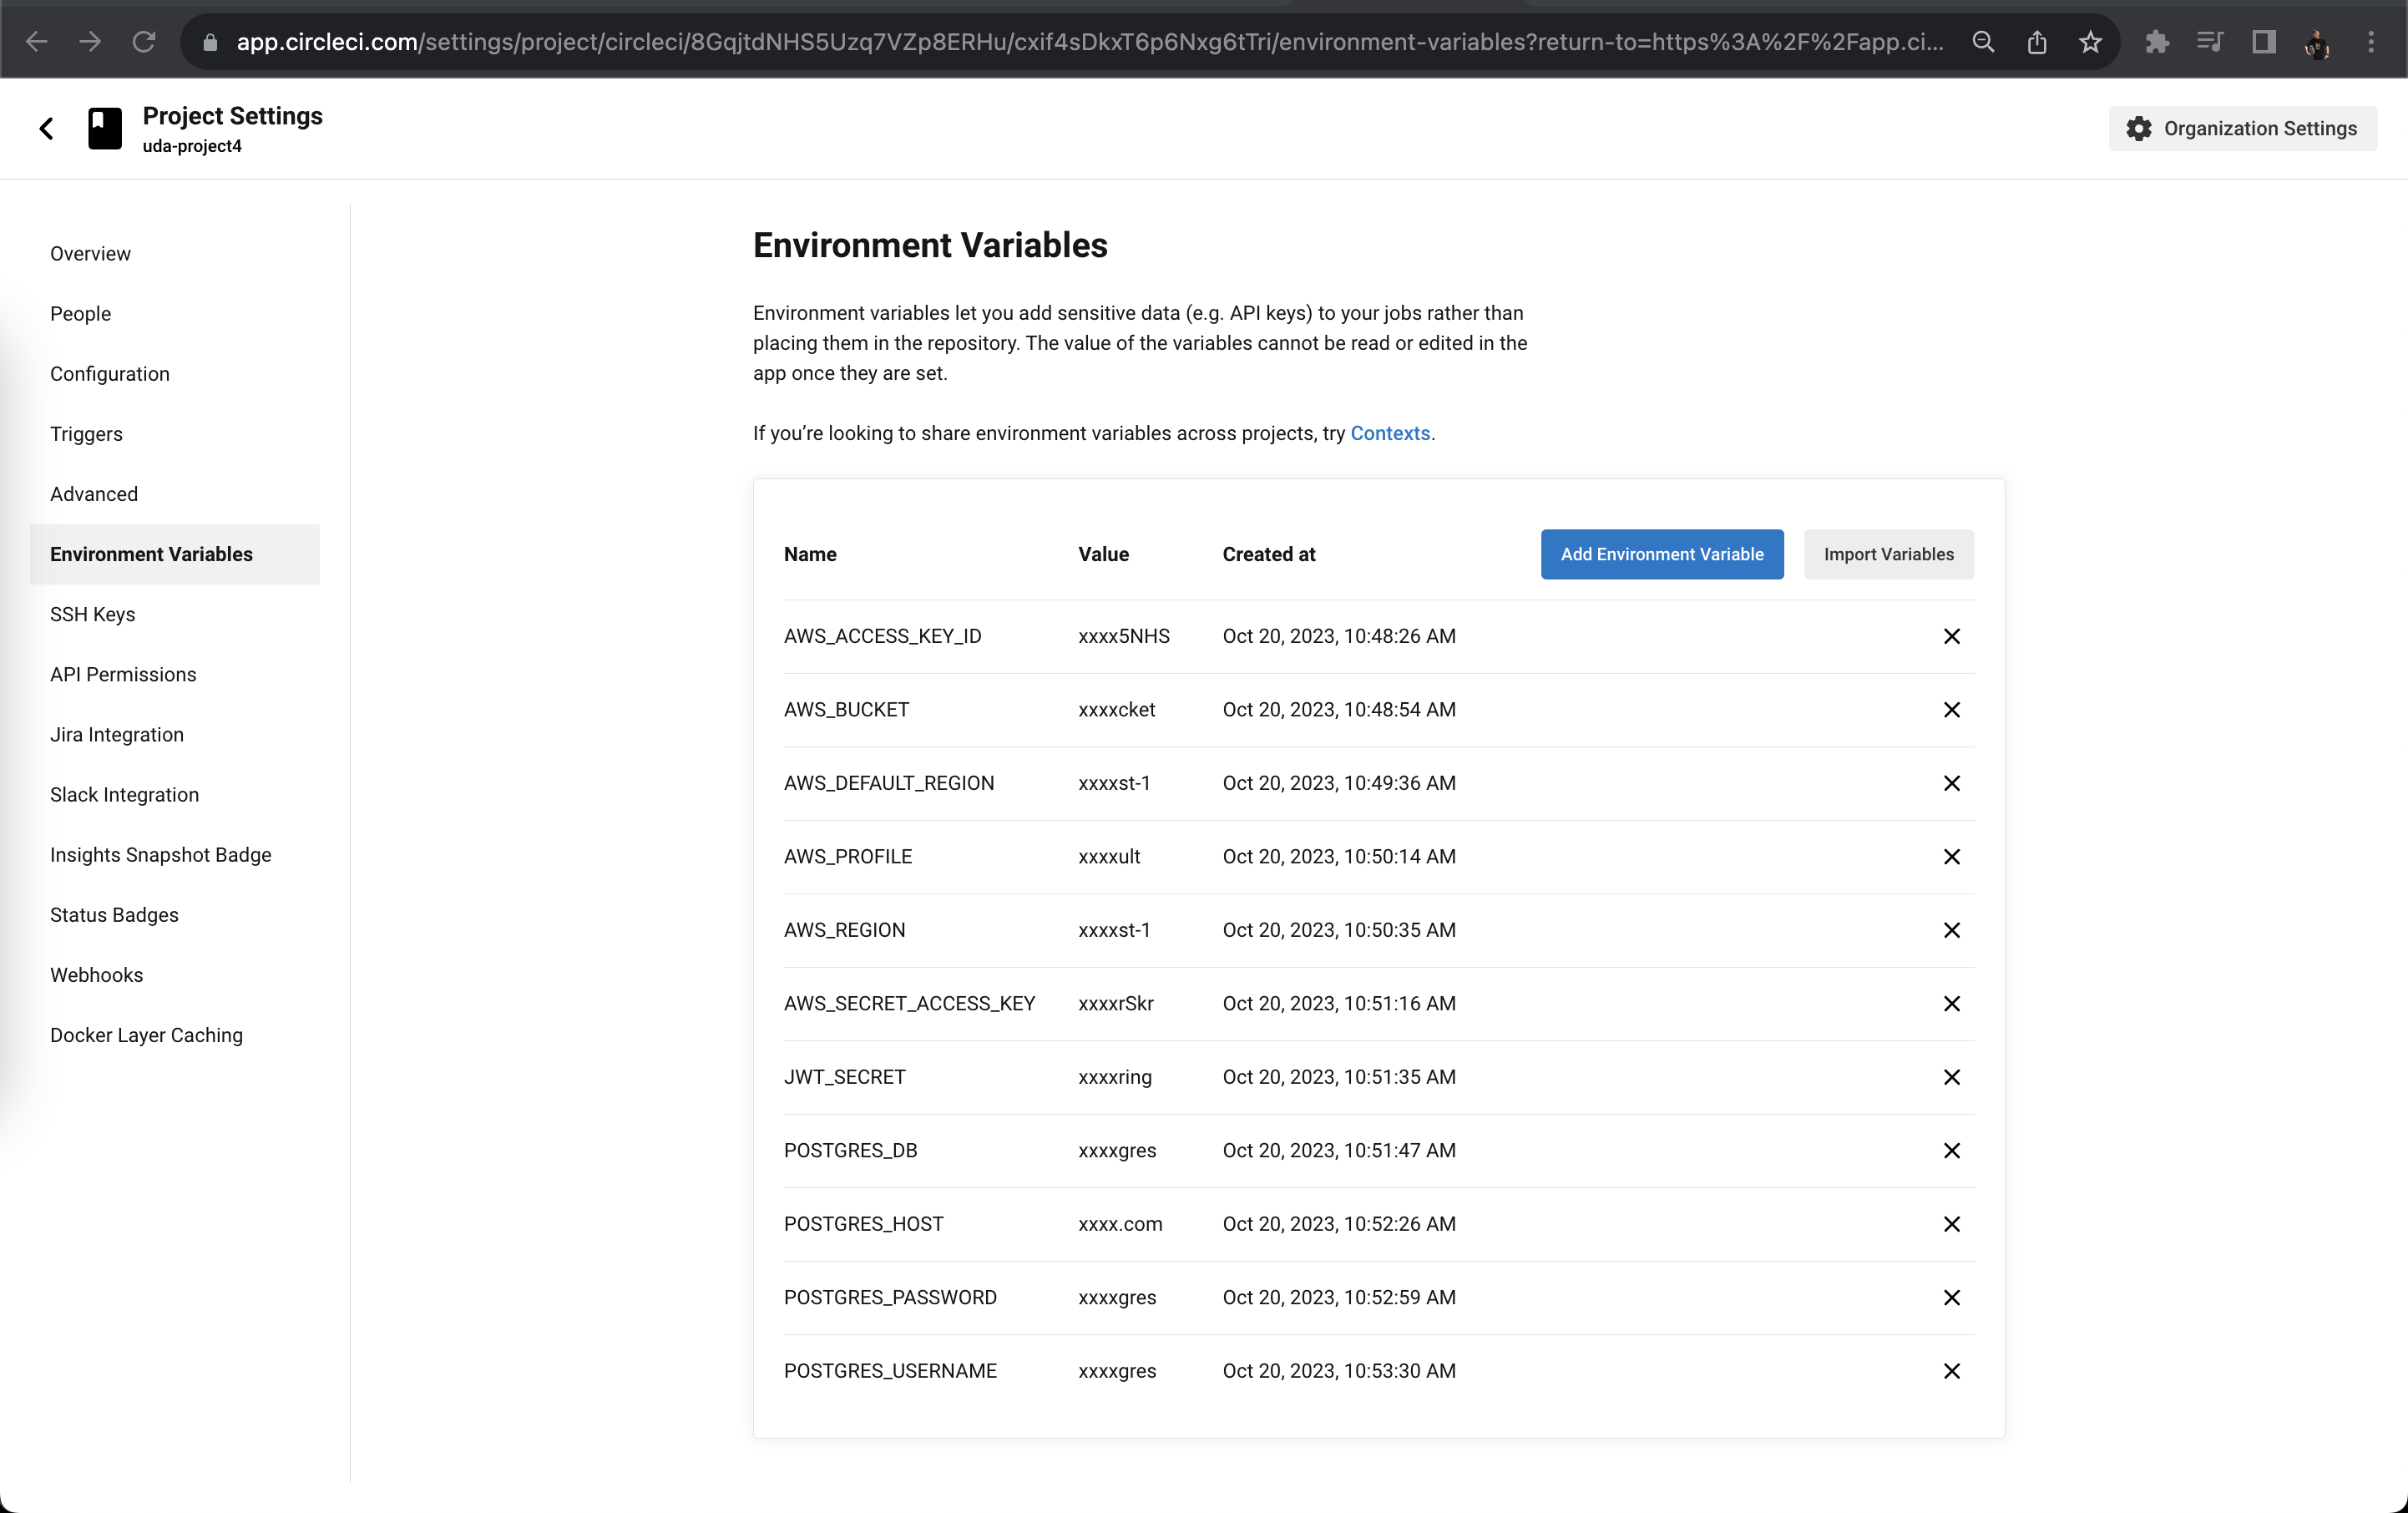 app.circleci.com/settings/project/circleci/8GqjtdNHS5Uzq7VZp8ERHu/cxif4sDkxT6p6Nxg6tTri/environment-variables?return-to=https%3A%2F%2Fapp.ci...
Project Settings
uda-project4
Organization Settings
Overview
People
Configuration
Triggers
Advanced
Environment Variables
SSH Keys
API Permissions
Jira Integration
Slack Integration
Insights Snapshot Badge
Status Badges
Webhooks
Docker Layer Caching
Environment Variables
Environment variables let you add sensitive data (e.g. API keys) to your jobs rather than
placing them in the repository. The value of the variables cannot be read or edited in the
app once they are set.
If you’re looking to share environment variables across projects, try Contexts.
Name Value Created at Add Environment Variable Import Variables
AWS_ACCESS_KEY_ID xxxx5NHS Oct 20, 2023, 10:48:26 AM
AWS_BUCKET xxxxcket Oct 20, 2023, 10:48:54 AM
AWS_DEFAULT_REGION xxxxst-1 Oct 20, 2023, 10:49:36 AM
AWS_PROFILE xxxxult Oct 20, 2023, 10:50:14 AM
AWS_REGION xxxxst-1 Oct 20, 2023, 10:50:35 AM
AWS_SECRET_ACCESS_KEY xxxxrSkr Oct 20, 2023, 10:51:16 AM
JWT_SECRET xxxxring Oct 20, 2023, 10:51:35 AM
POSTGRES_DB xxxxgres Oct 20, 2023, 10:51:47 AM
POSTGRES_HOST xxxx.com Oct 20, 2023, 10:52:26 AM
POSTGRES_PASSWORD xxxxgres Oct 20, 2023, 10:52:59 AM
POSTGRES_USERNAME xxxxgres Oct 20, 2023, 10:53:30 AM